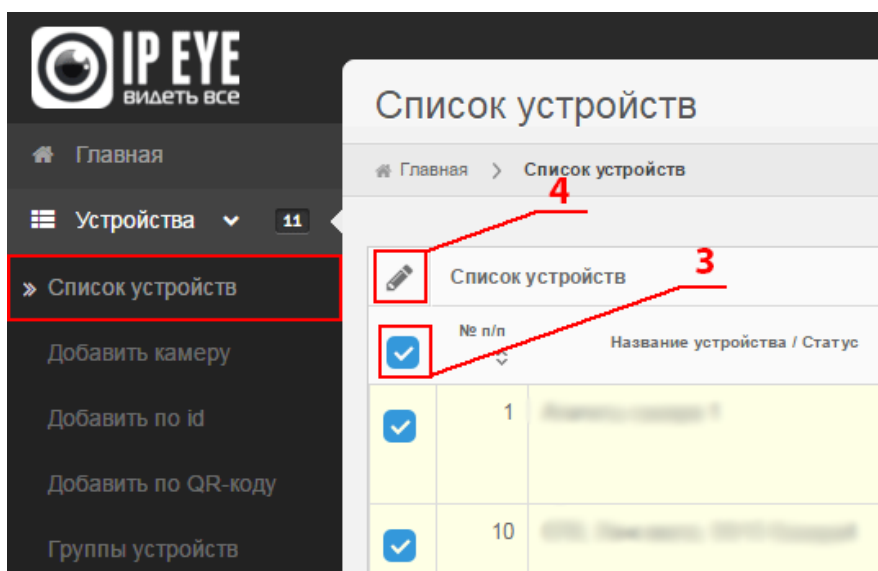 IP EYE
видеть все
Главная
Устройства
11
Список устройств
Добавить камеру
Добавить по id
Добавить по QR-коду
Группы устройств
Список устройств
Главная
Список устройств
4
Список устройств
3
№ п/п
Название устройства / Статус
1
10